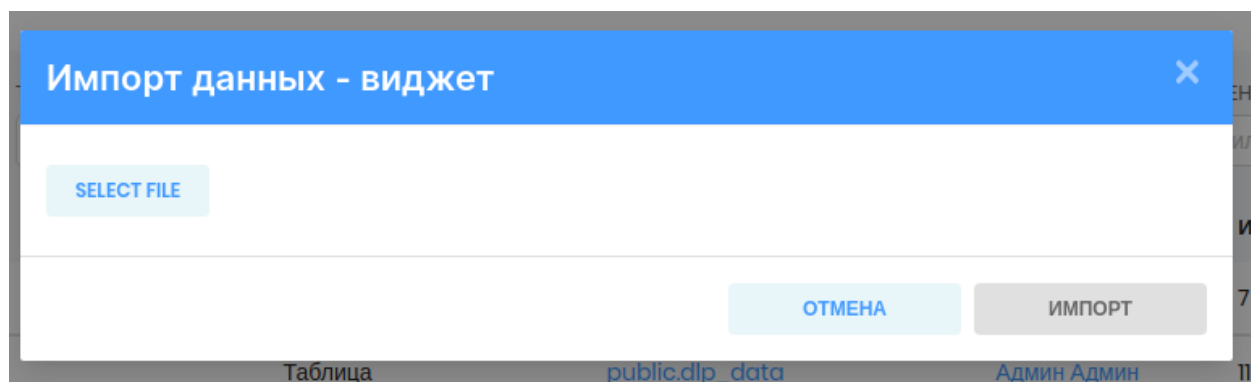 Импорт данных - виджет
×
SELECT FILE
ОТМЕНА
ИМПОРТ
Таблица
public.dlp_data
Админ Админ